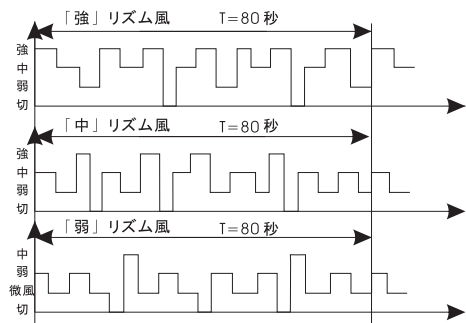 「強」リズム風 T=80秒
強
中
弱
切
「中」リズム風 T=80秒
強
中
弱
切
「弱」リズム風 T=80秒
中
弱
微風
切